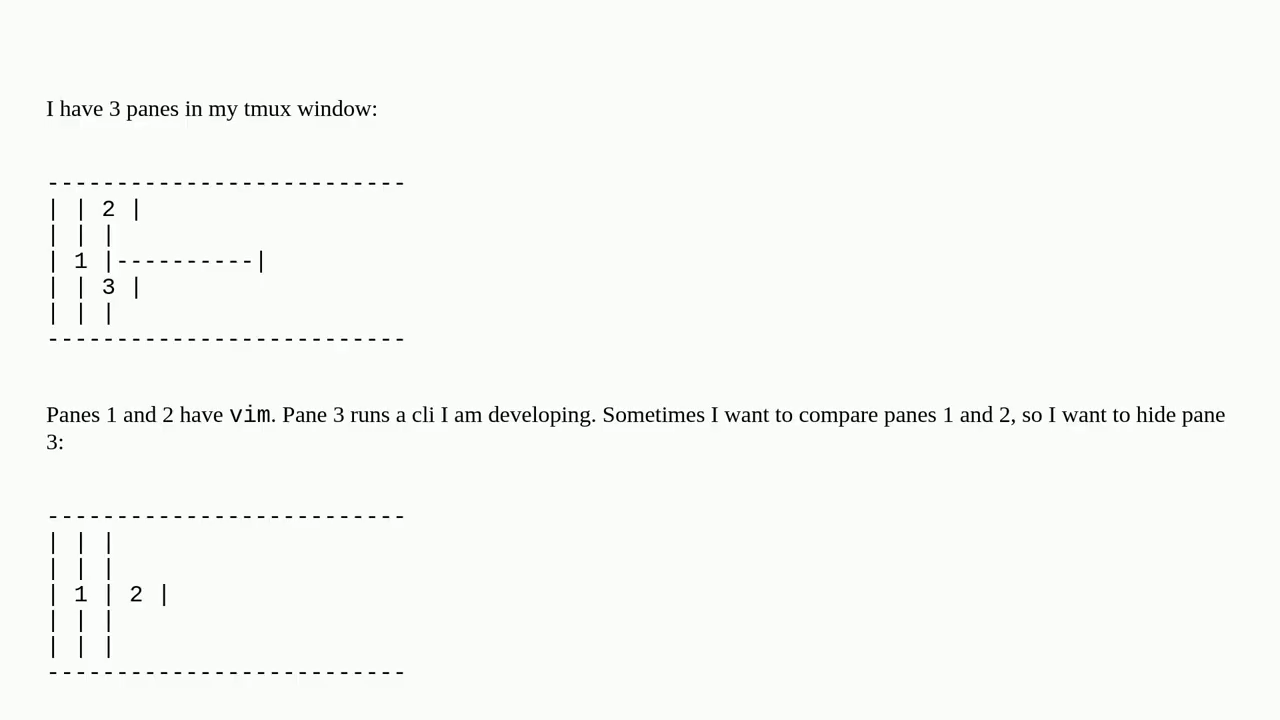 I have 3 panes in my tmux window:
--------------------------
| | 2 |
| | |
| 1 |----------|
| | 3 |
| | |
--------------------------
Panes 1 and 2 have vim. Pane 3 runs a cli I am developing. Sometimes I want to compare panes 1 and 2, so I want to hide pane
3:
--------------------------
| | |
| | |
| 1 | 2 |
| | |
| | |
--------------------------